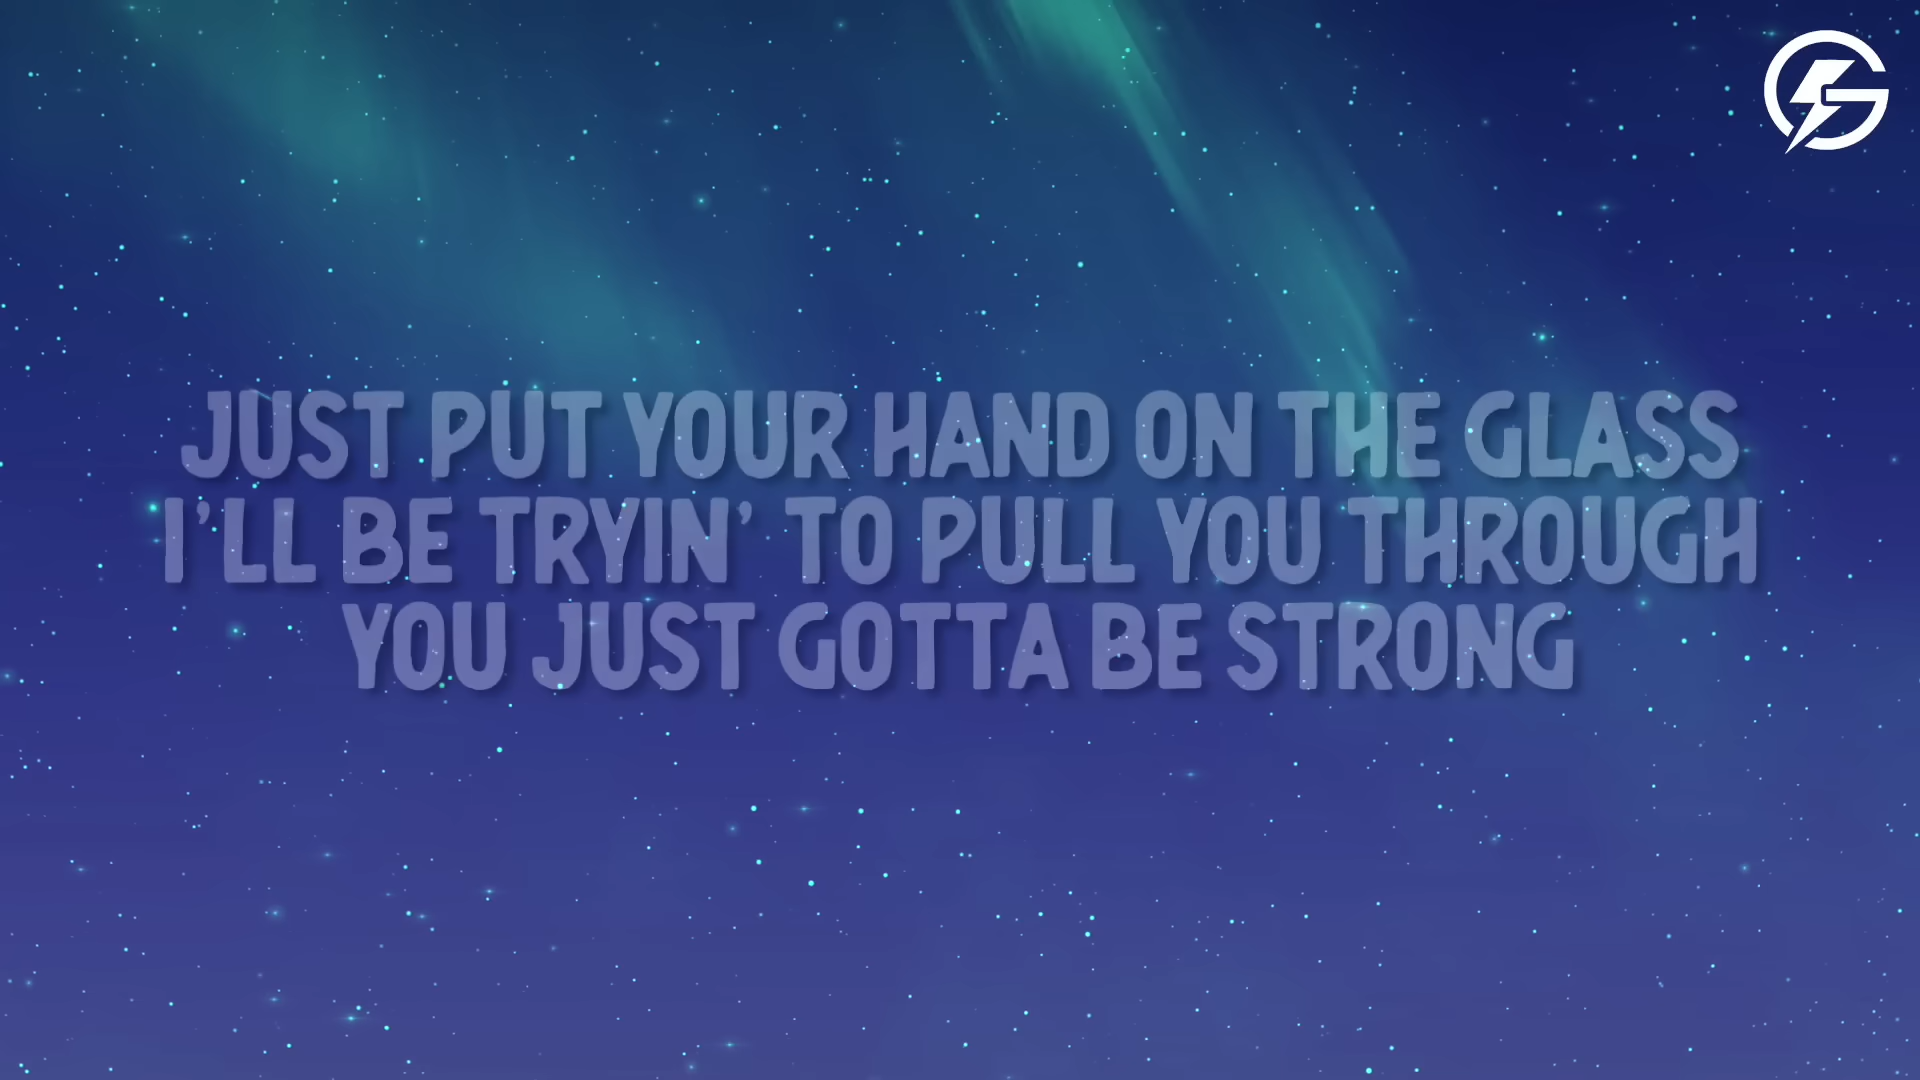 JUST PUT YOUR HAND ON THE GLASS
I'LL BE TRYIN' TO PULL YOU THROUGH
YOU JUST GOTTA BE STRONG